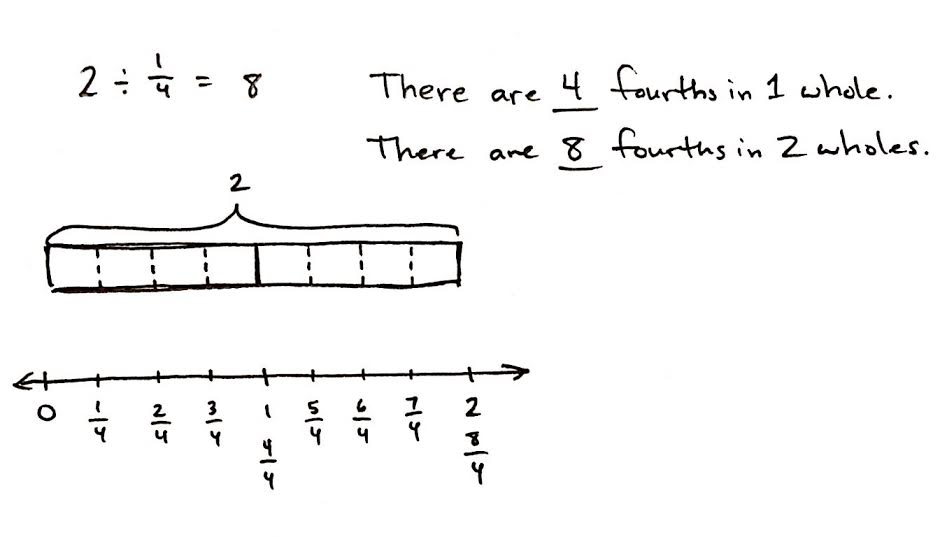 2 ÷ 1/4 = 8
There are 4 fourths in 1 whole.
There are 8 fourths in 2 wholes.
2
0 1/4 2/4 3/4 1 5/4 6/4 7/4 2
4/4 8/4